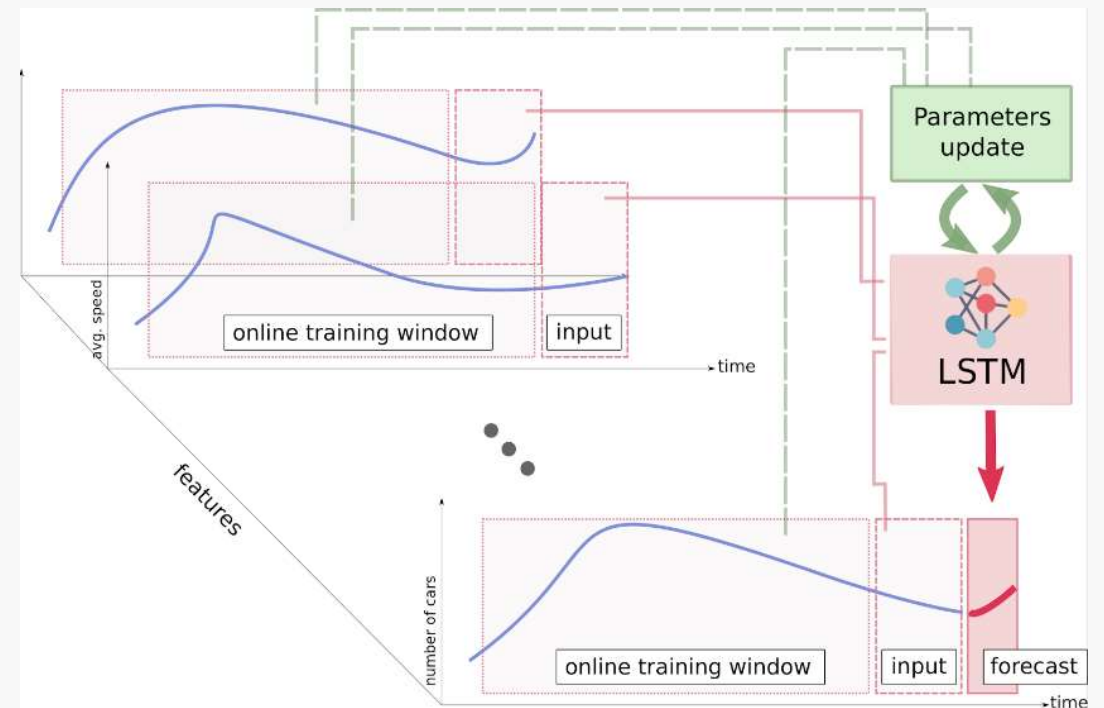 Parameters
update
avg. speed
online training window
input
time
LSTM
features
number of cars
online training window
input
forecast
time